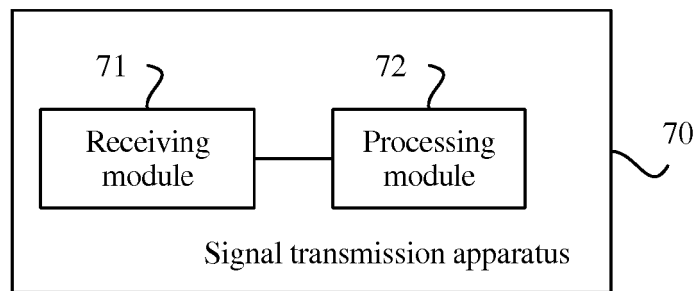 71
72
Receiving
module
Processing
module
70
Signal transmission apparatus